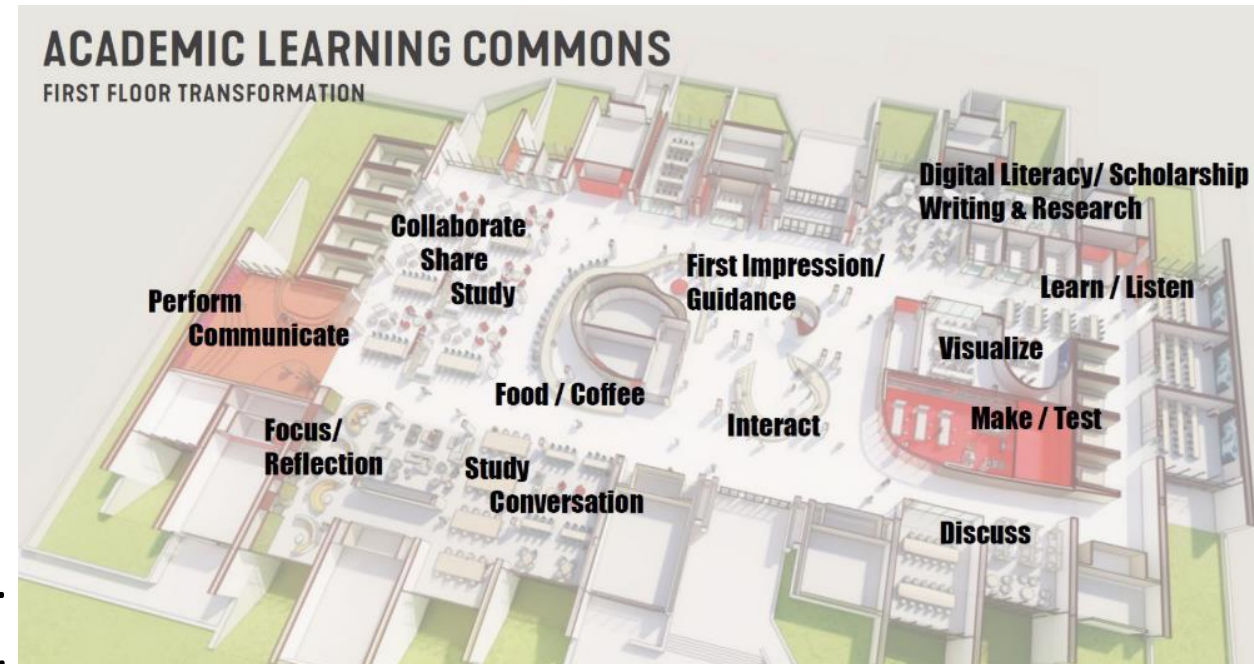 ACADEMIC LEARNING COMMONS
FIRST FLOOR TRANSFORMATION
Digital Literacy/ Scholarship
Writing & Research
Collaborate
Share
Study
First Impression/
Guidance
Learn / Listen
Perform
Communicate
Visualize
Food / Coffee
Interact
Make / Test
Focus/
Reflection
Study
Conversation
Discuss